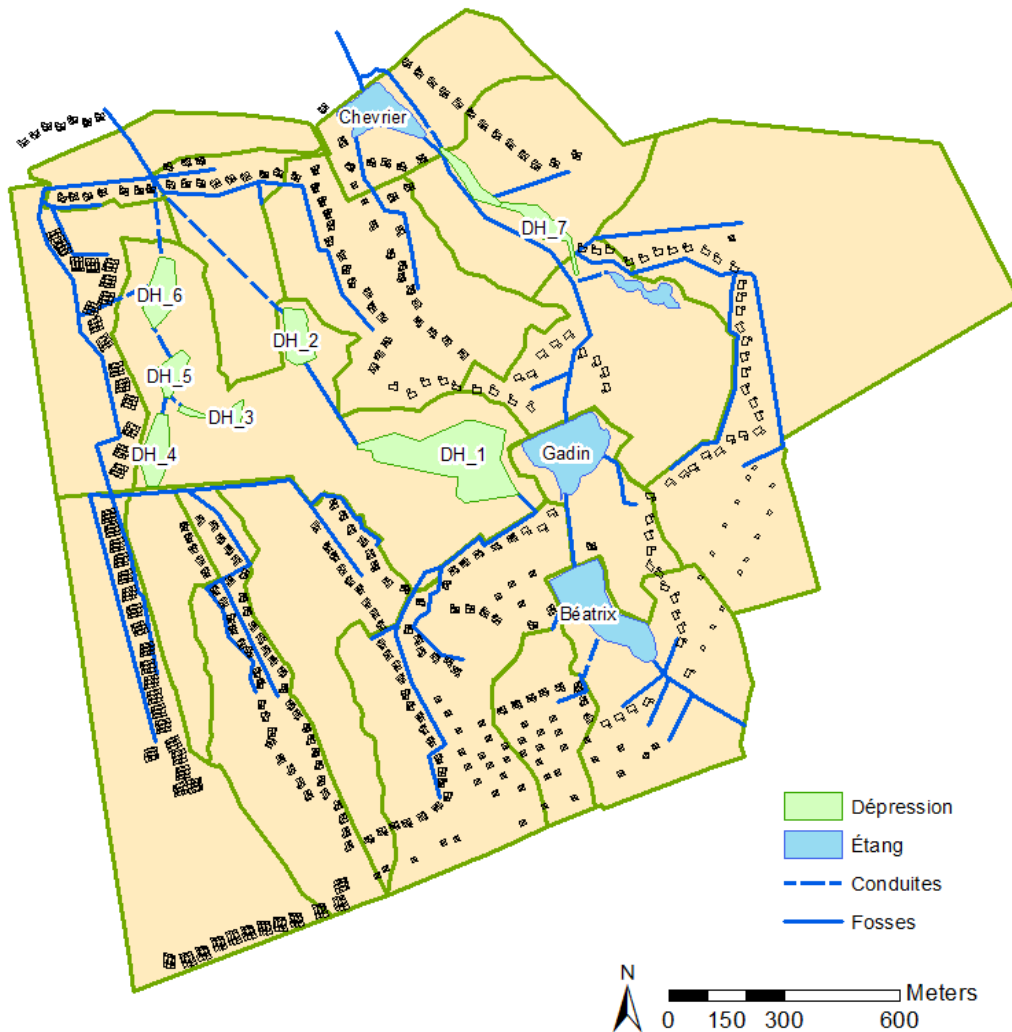 Chevrier
DH_7
DH_6
DH_2
DH_5
DH_3
DH_4
DH_1
Gadin
Béatrix
Dépression
Étang
Conduites
Fosses
N
Meters
0 150 300 600